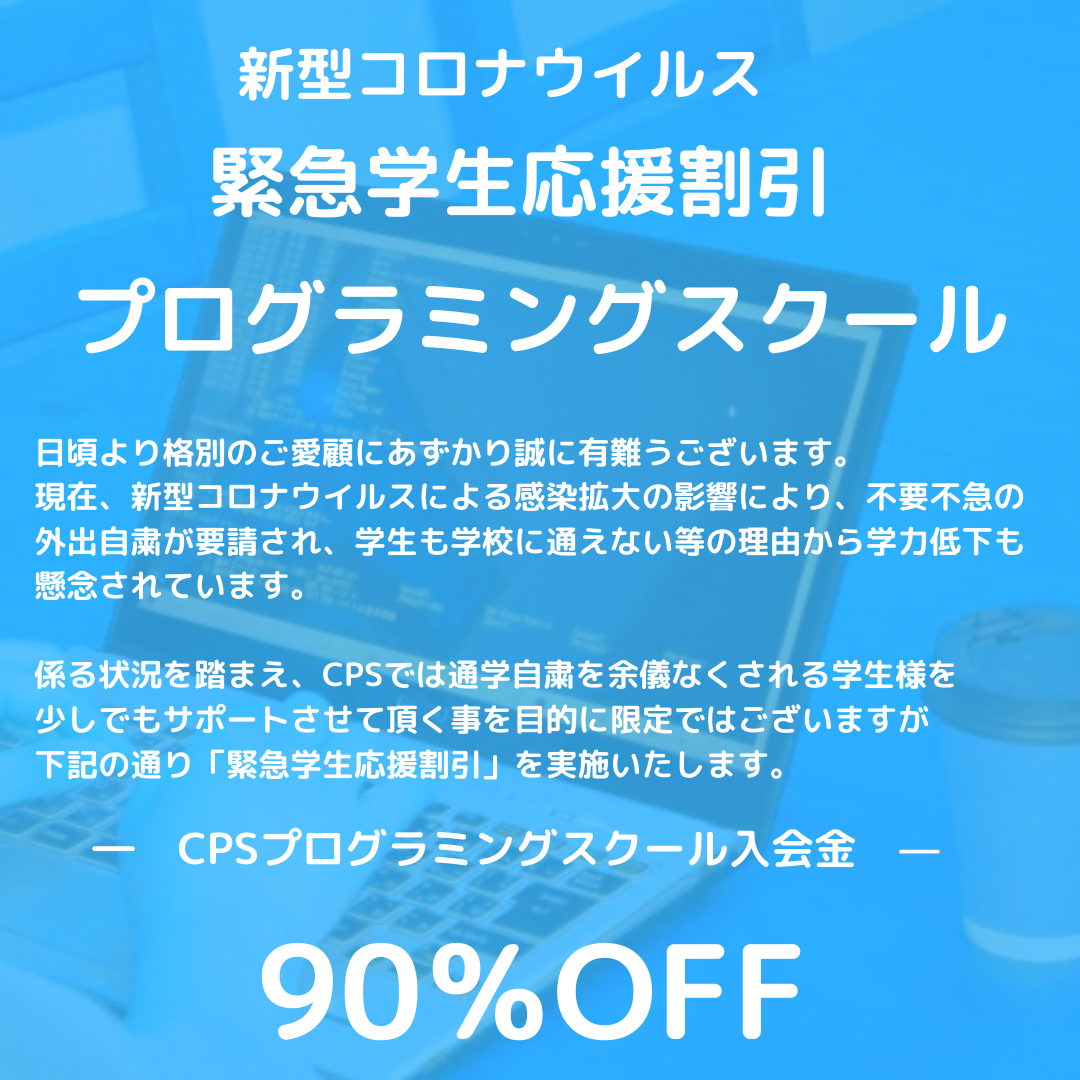 新型コロナウイルス
緊急学生応援割引
プログラミングスクール
日頃より格別のご愛顧にあずかり誠に有難うございます。
現在、新型コロナウイルスによる感染拡大の影響により、不要不急の
外出自粛が要請され、学生も学校に通えない等の理由から学力低下も
懸念されています。
係る状況を踏まえ、CPSでは通学自粛を余儀なくされる学生様を
少しでもサポートさせて頂く事を目的に限定ではございますが
下記の通り「緊急学生応援割引」を実施いたします。
― CPSプログラミングスクール入会金 ―
90%OFF